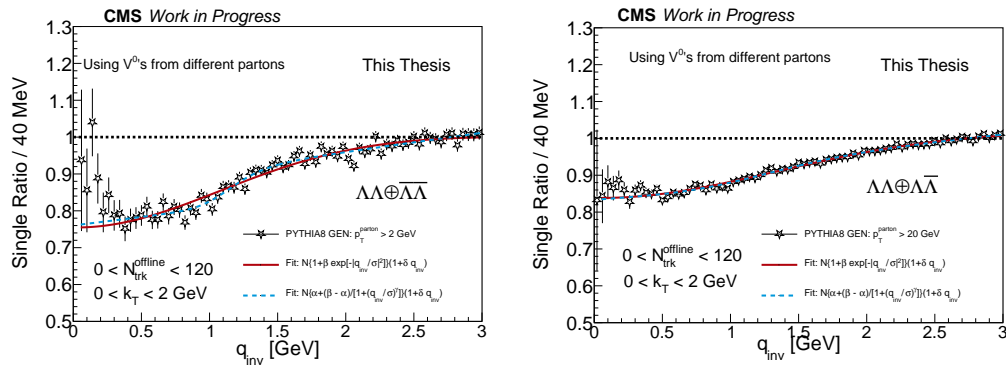 CMS Work in Progress
Single Ratio / 40 MeV
1.3
1.2
1.1
1
0.9
0.8
0.7
0.6
0.5
Using V⁰'s from different partons
This Thesis
ΛΛ⊕Λ̅Λ̅
PYTHIA8 GEN: p_T^parton > 2 GeV
Fit: N{1+β exp[-|q_inv/σ|²]}(1+δ q_inv)
Fit: N{α+(β - α)/[1+(q_inv/σ)^γ]}(1+δ q_inv)
0 < N_trk^offline < 120
0 < k_T < 2 GeV
0 0.5 1 1.5 2 2.5 3
q_inv [GeV]
CMS Work in Progress
Single Ratio / 40 MeV
1.3
1.2
1.1
1
0.9
0.8
0.7
0.6
0.5
Using V⁰'s from different partons
This Thesis
ΛΛ⊕ΛΛ̅
PYTHIA8 GEN: p_T^parton > 20 GeV
Fit: N{1+β exp[-|q_inv/σ|²]}(1+δ q_inv)
Fit: N{α+(β - α)/[1+(q_inv/σ)^γ]}(1+δ q_inv)
0 < N_trk^offline < 120
0 < k_T < 2 GeV
0 0.5 1 1.5 2 2.5 3
q_inv [GeV]